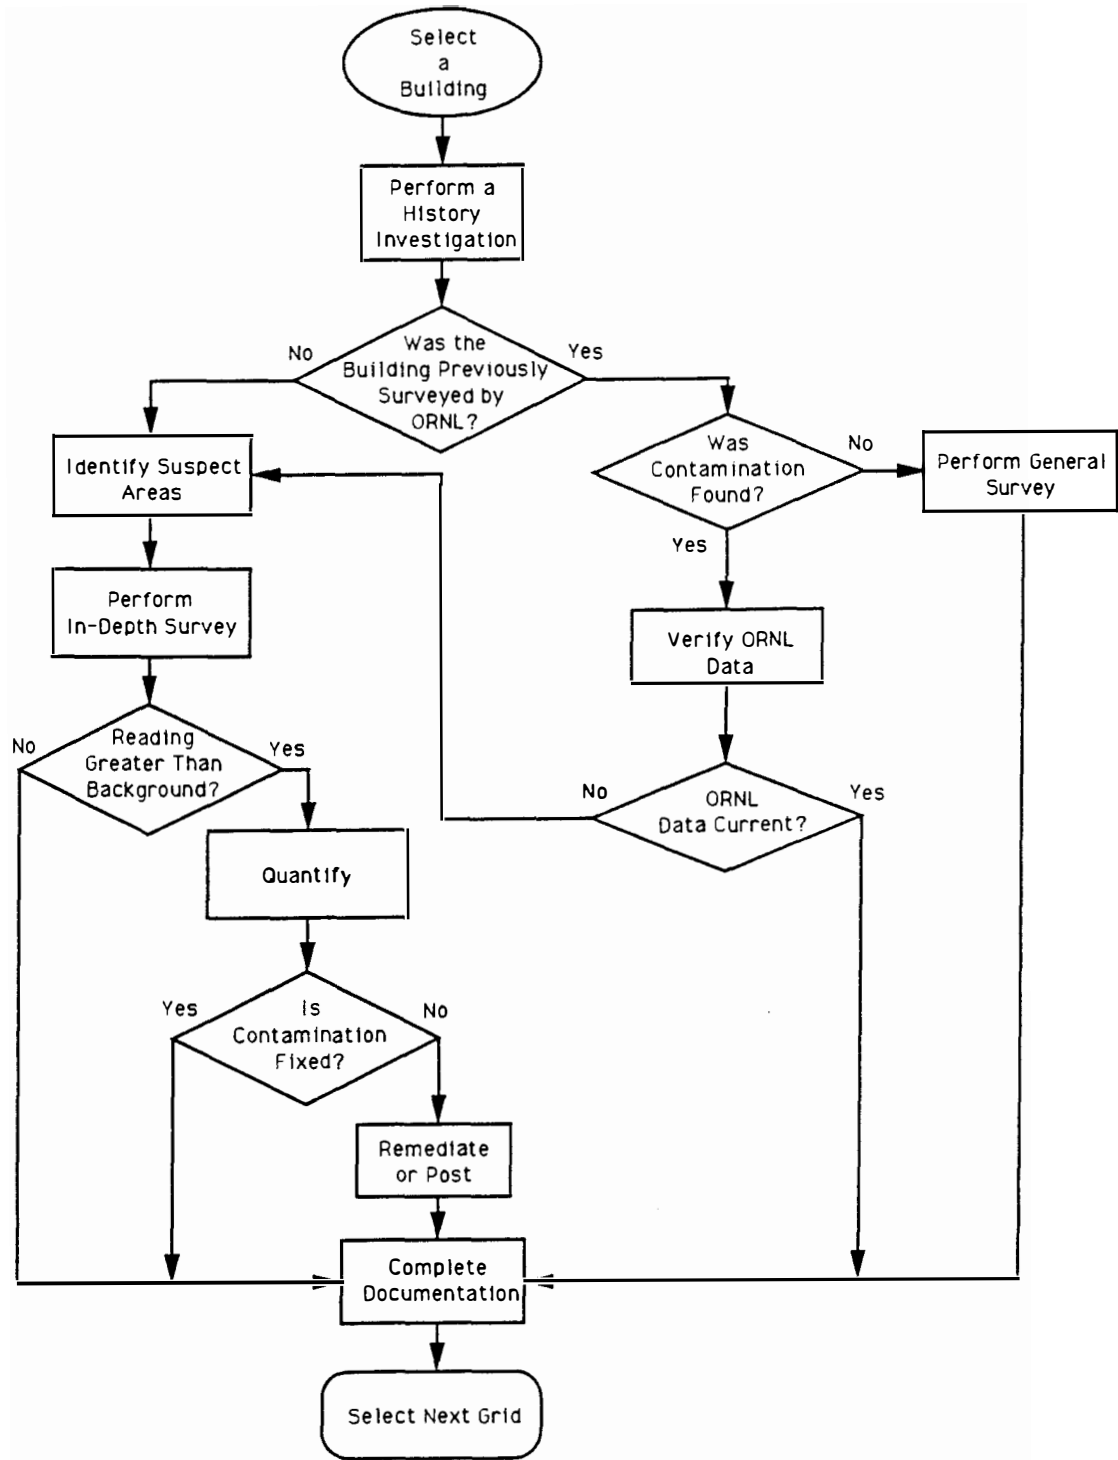 Select
a
Building
Perform a
History
Investigation
No
Was the
Building Previously
Surveyed by
ORNL?
Yes
Identify Suspect
Areas
Was
Contamination
Found?
No
Perform General
Survey
Yes
Perform
In-Depth Survey
Verify ORNL
Data
No
Reading
Greater Than
Background?
Yes
No
ORNL
Data Current?
Yes
Quantify
Yes
Is
Contamination
Fixed?
No
Remediate
or Post
Complete
Documentation
Select Next Grid